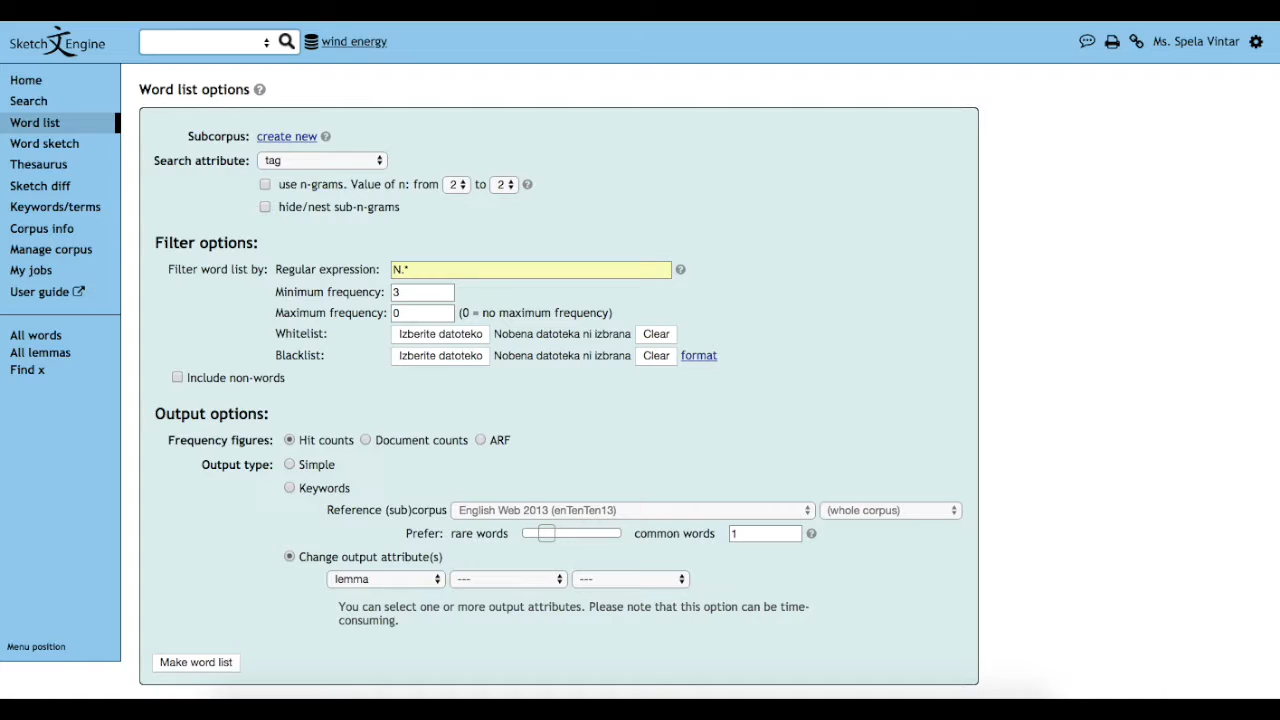 Sketch Engine wind energy Ms. Spela Vintar
Home
Search
Word list
Word sketch
Thesaurus
Sketch diff
Keywords/terms
Corpus info
Manage corpus
My jobs
User guide
All words
All lemmas
Find x
Menu position
Word list options ?
Subcorpus: create new ?
Search attribute: tag
use n-grams. Value of n: from 2 to 2 ?
hide/nest sub-n-grams
Filter options:
Filter word list by: Regular expression: N.* ?
Minimum frequency: 3
Maximum frequency: 0 (0 = no maximum frequency)
Whitelist: Izberite datoteko Nobena datoteka ni izbrana Clear
Blacklist: Izberite datoteko Nobena datoteka ni izbrana Clear format
Include non-words
Output options:
Frequency figures: Hit counts Document counts ARF
Output type: Simple
Keywords
Reference (sub)corpus English Web 2013 (enTenTen13) (whole corpus)
Prefer: rare words common words 1 ?
Change output attribute(s)
lemma --- ---
You can select one or more output attributes. Please note that this option can be time-
consuming.
Make word list